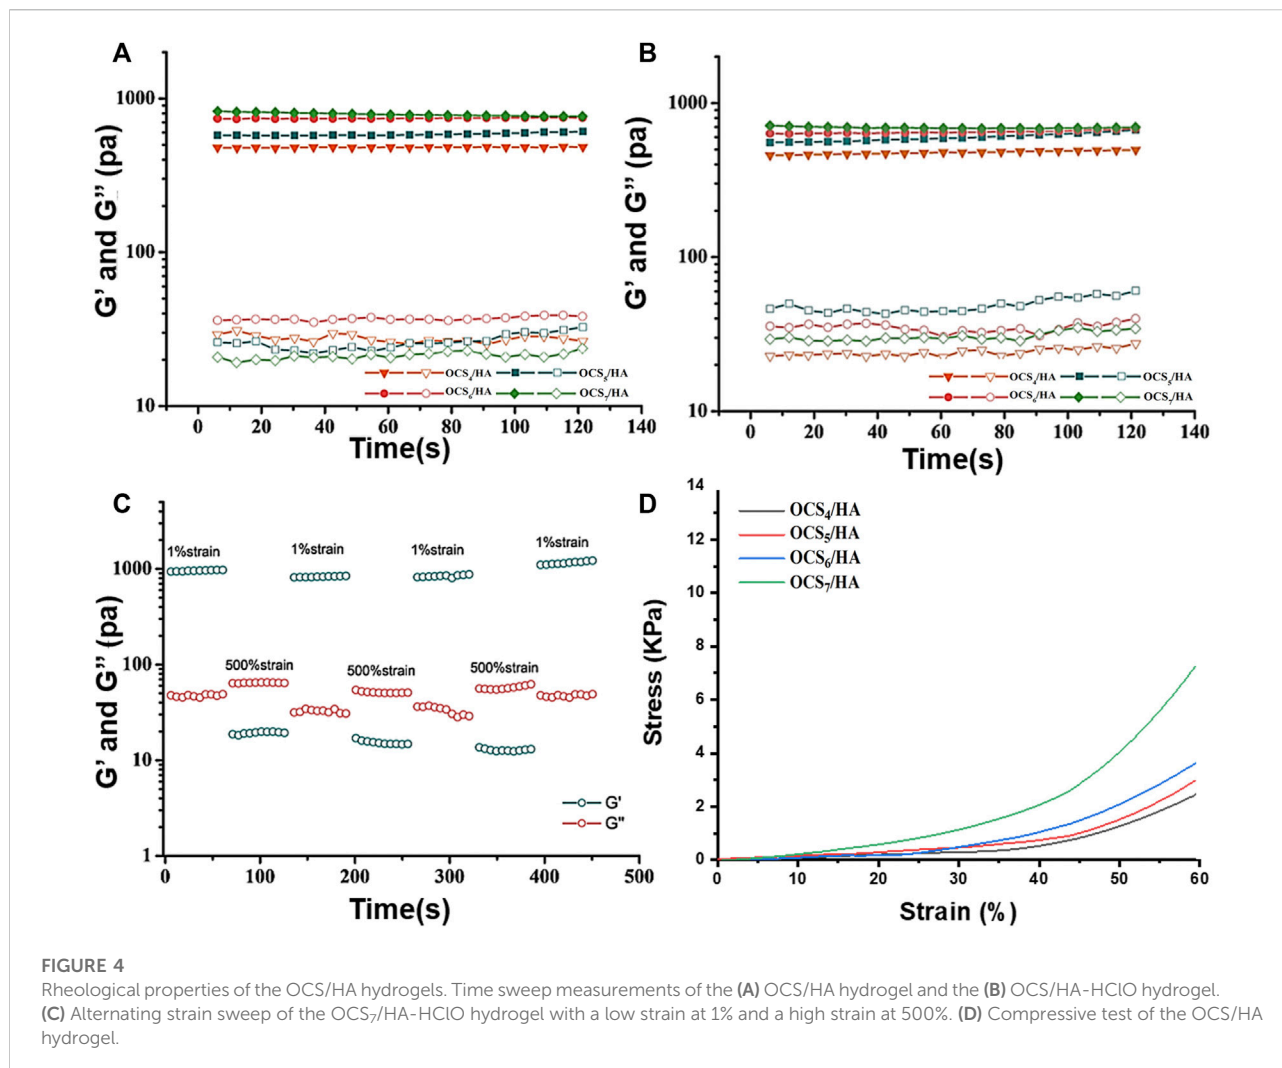 A
G' and G'' (pa)
1000
100
10
0 20 40 60 80 100 120 140
Time(s)
OCS4/HA OCS5/HA
OCS6/HA OCS7/HA
B
G' and G'' (pa)
1000
100
10
0 20 40 60 80 100 120 140
Time(s)
OCS4/HA OCS5/HA
OCS6/HA OCS7/HA
C
G' and G'' (pa)
1000
100
10
1
1%strain 1%strain 1%strain 1%strain
500%strain 500%strain 500%strain
G'
G"
0 100 200 300 400 500
Time(s)
D
Stress (KPa)
14
12
10
8
6
4
2
0
OCS4/HA
OCS5/HA
OCS6/HA
OCS7/HA
0 10 20 30 40 50 60
Strain (%)
FIGURE 4
Rheological properties of the OCS/HA hydrogels. Time sweep measurements of the (A) OCS/HA hydrogel and the (B) OCS/HA-HClO hydrogel.
(C) Alternating strain sweep of the OCS7/HA-HClO hydrogel with a low strain at 1% and a high strain at 500%. (D) Compressive test of the OCS/HA
hydrogel.